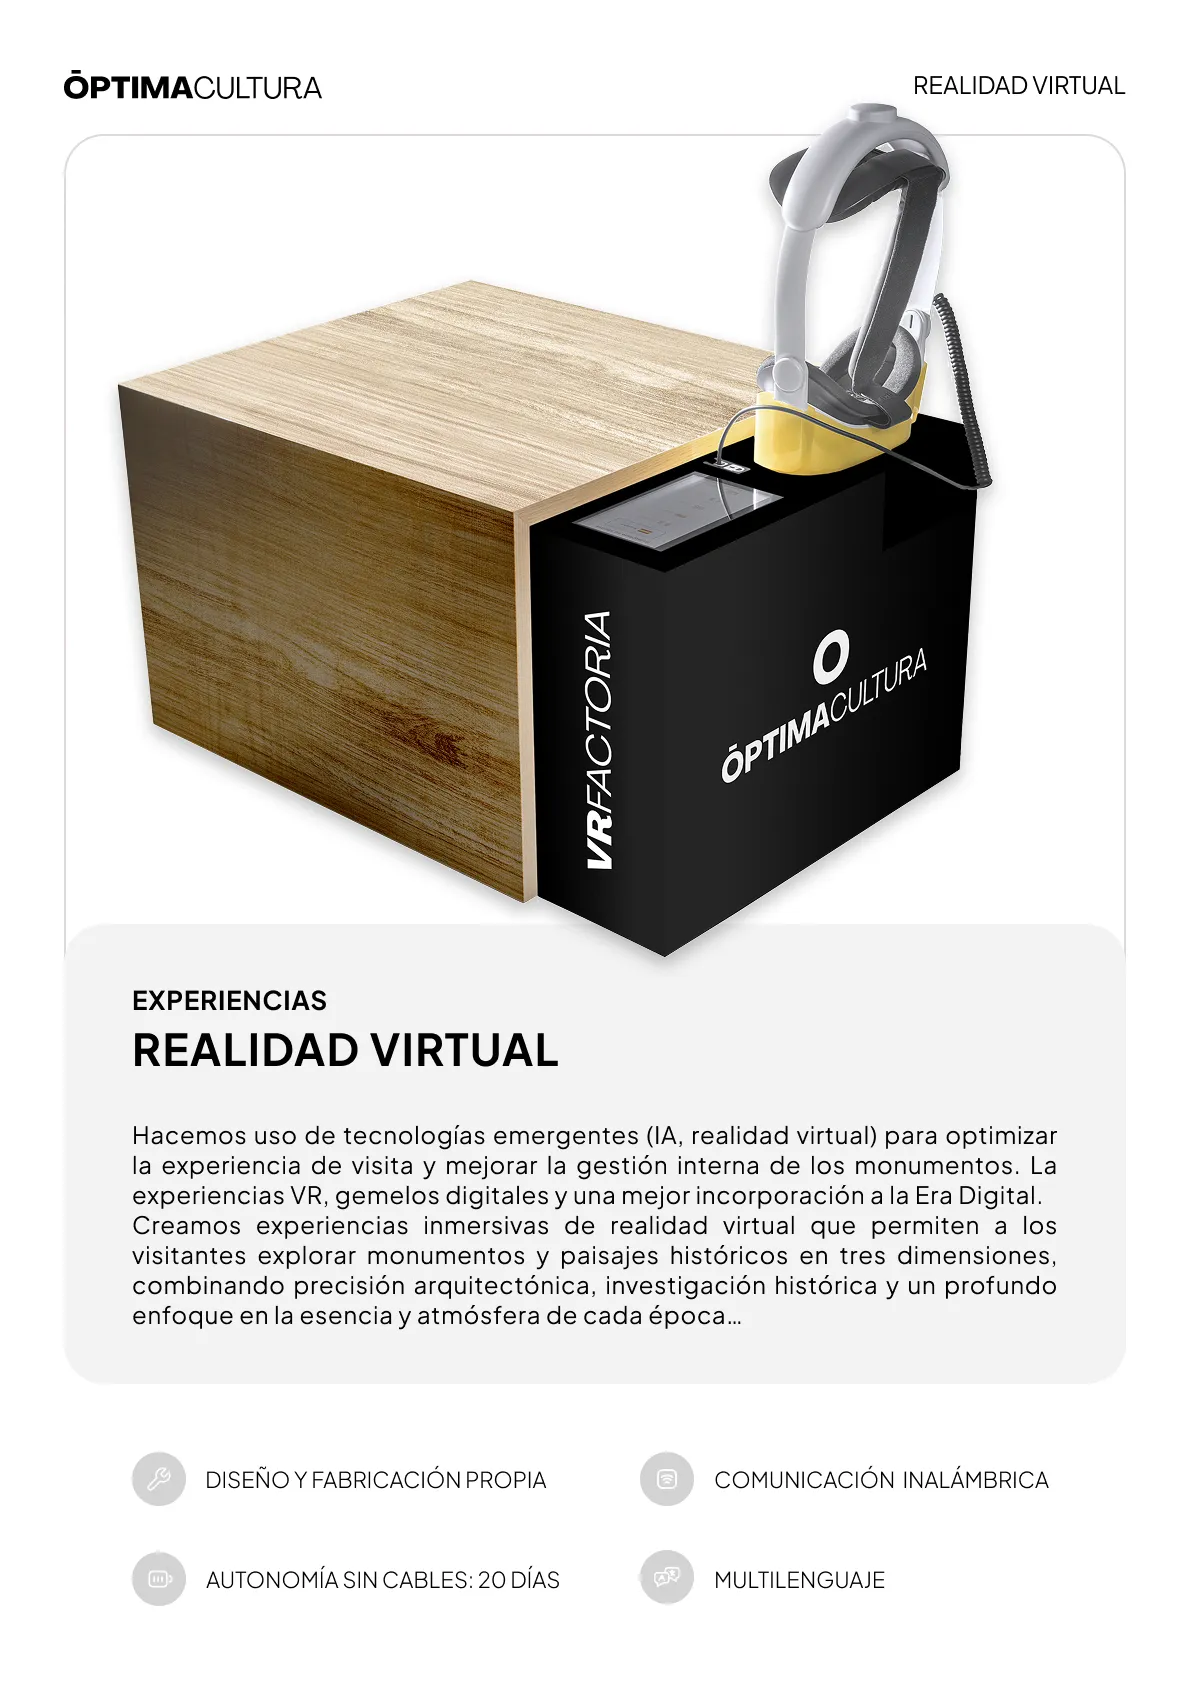 ŌPTIMACULTURA
REALIDAD VIRTUAL
VRFACTORIA
ŌPTIMACULTURA
EXPERIENCIAS
REALIDAD VIRTUAL
Hacemos uso de tecnologías emergentes (IA, realidad virtual) para optimizar
la experiencia de visita y mejorar la gestión interna de los monumentos. La
experiencias VR, gemelos digitales y una mejor incorporación a la Era Digital.
Creamos experiencias inmersivas de realidad virtual que permiten a los
visitantes explorar monumentos y paisajes históricos en tres dimensiones,
combinando precisión arquitectónica, investigación histórica y un profundo
enfoque en la esencia y atmósfera de cada época…
DISEÑO Y FABRICACIÓN PROPIA
COMUNICACIÓN INALÁMBRICA
AUTONOMÍA SIN CABLES: 20 DÍAS
MULTILENGUAJE